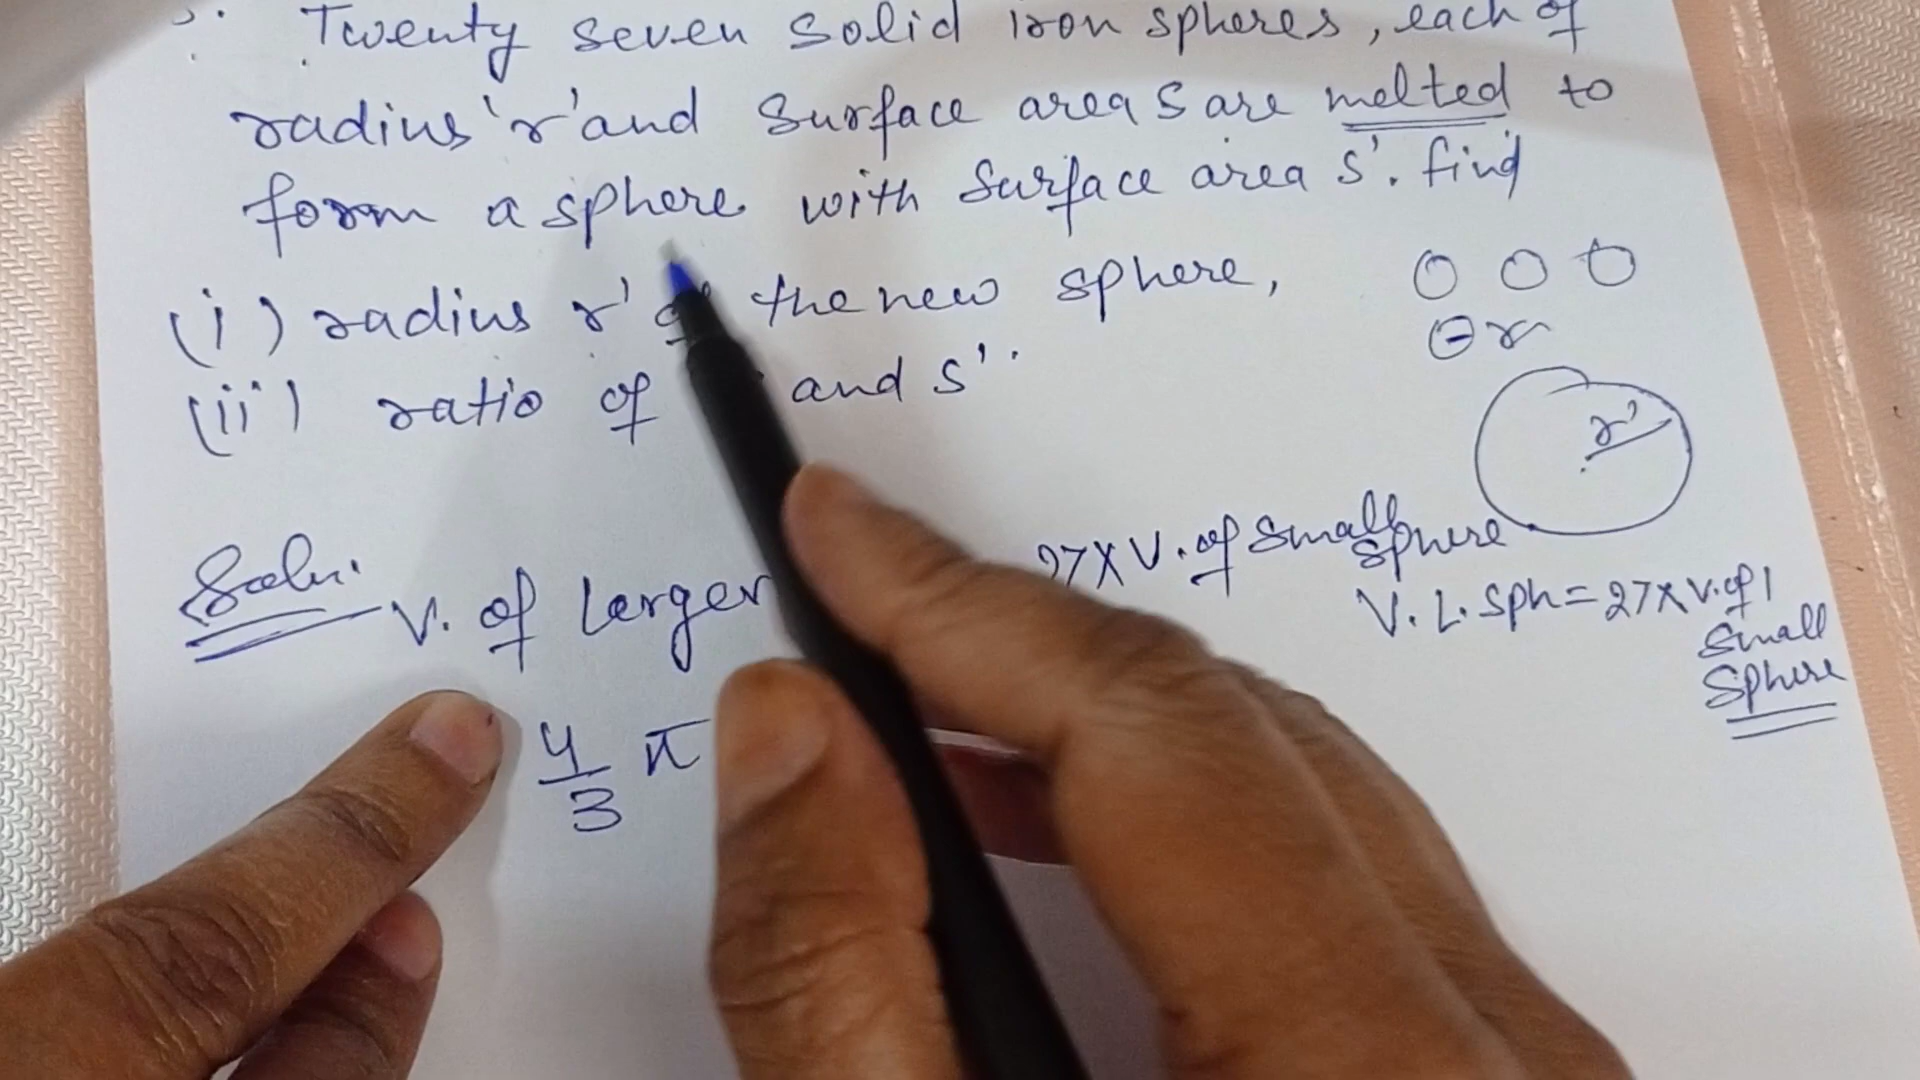 Twenty seven solid iron spheres, each of
radius 'r' and surface area S are melted to
form a sphere with surface area S'. find
(i) radius r' the new sphere,
(ii) ratio of and S'.
r
r'
Soln.
V. of Larger 27 X V. of Small Sphere
V. L. Sph = 27 x V. of 1
Small
Sphere
4/3 π